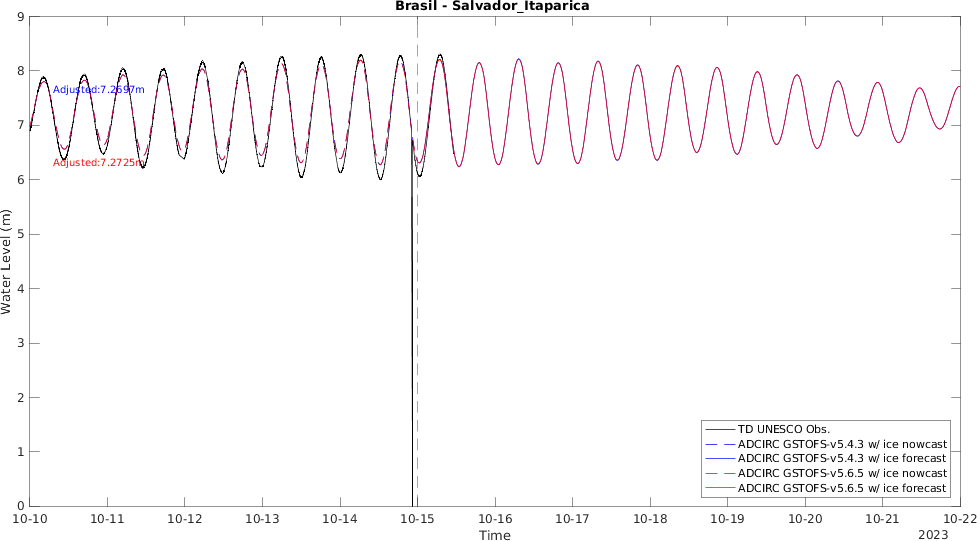 Brasil - Salvador_Itaparica
9
8
7
6
5
4
3
2
1
0
Water Level (m)
Adjusted:7.2697m
Adjusted:7.2725m
TD UNESCO Obs.
ADCIRC GSTOFS-v5.4.3 w/ ice nowcast
ADCIRC GSTOFS-v5.4.3 w/ ice forecast
ADCIRC GSTOFS-v5.6.5 w/ ice nowcast
ADCIRC GSTOFS-v5.6.5 w/ ice forecast
10-10 10-11 10-12 10-13 10-14 10-15 10-16 10-17 10-18 10-19 10-20 10-21 10-22
Time
2023